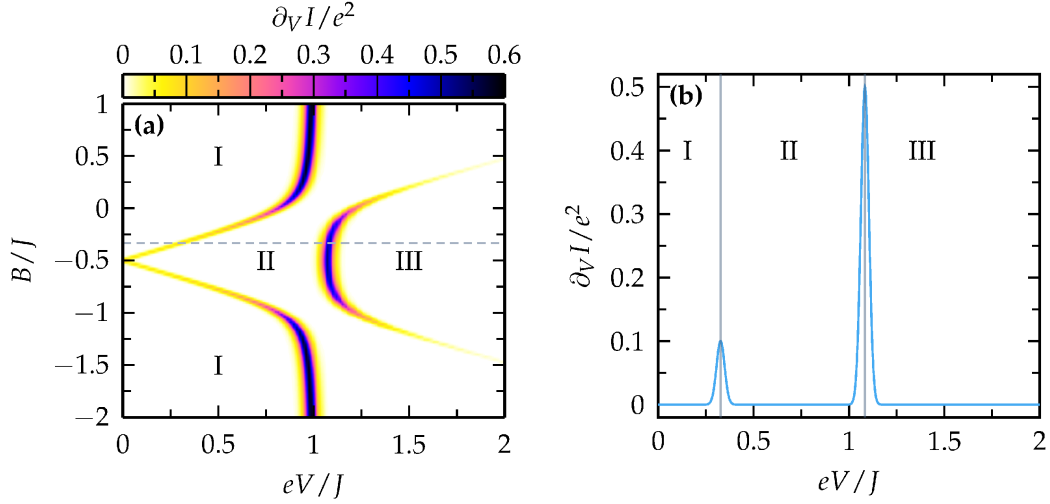 ∂_V I/e²
0 0.1 0.2 0.3 0.4 0.5 0.6
(a)
1
0.5
0
−0.5
−1
−1.5
−2
B/J
I
II
III
I
0 0.5 1 1.5 2
eV/J
(b)
0.5
0.4
0.3
0.2
0.1
0
∂_V I/e²
I II III
0 0.5 1 1.5 2
eV/J